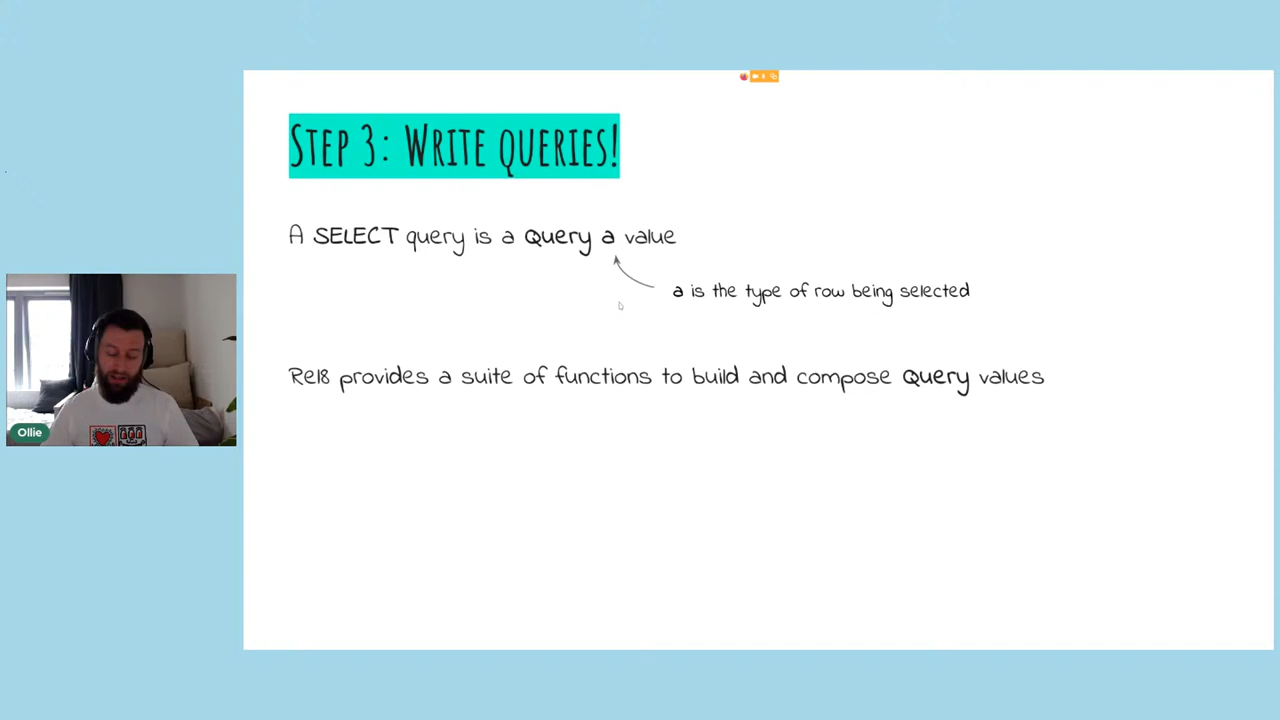 Step 3: Write queries!
A SELECT query is a Query a value
a is the type of row being selected
Rel8 provides a suite of functions to build and compose Query values
Ollie